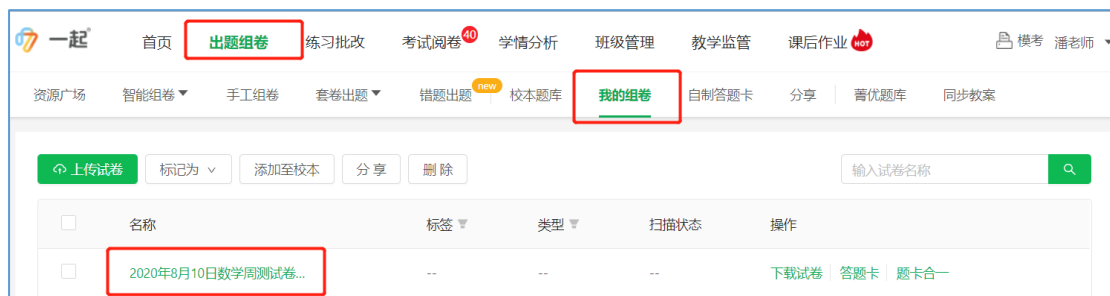 一起 首页 出题组卷 练习批改 考试阅卷 40 学情分析 班级管理 教学监管 课后作业 HOT 模考 潘老师
资源广场 智能组卷 手工组卷 套卷出题 错题出题 new 校本题库 我的组卷 自制答题卡 分享 菁优题库 同步教案
上传试卷 标记为 添加至校本 分享 删除 输入试卷名称
名称 标签 类型 扫描状态 操作
2020年8月10日数学周测试卷... -- -- -- 下载试卷 答题卡 题卡合一